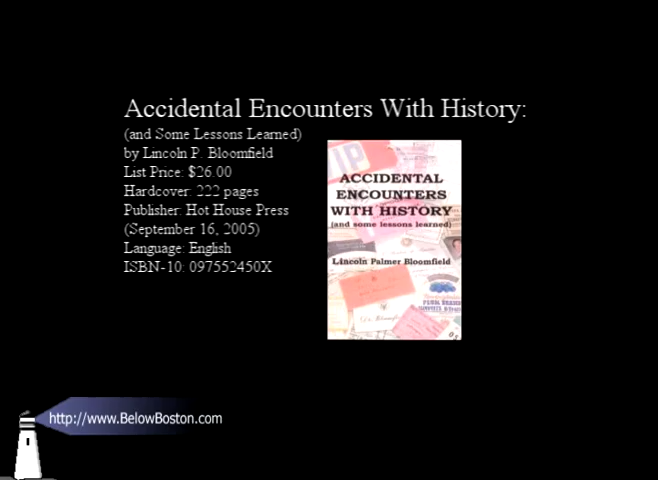 Accidental Encounters With History:
(and Some Lessons Learned)
by Lincoln P. Bloomfield
List Price: $26.00
Hardcover: 222 pages
Publisher: Hot House Press
(September 16, 2005)
Language: English
ISBN-10: 097552450X
VIP
ACCIDENTAL
ENCOUNTERS
WITH HISTORY
(and some lessons learned)
Lincoln Palmer Bloomfield
http://www.BelowBoston.com